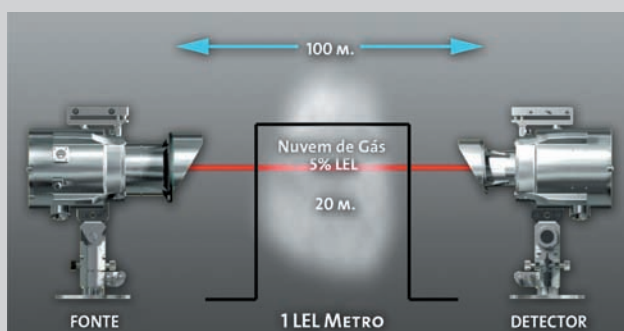 100 M.
Nuvem de Gás
5% LEL
20 M.
FONTE
1 LEL METRO
DETECTOR